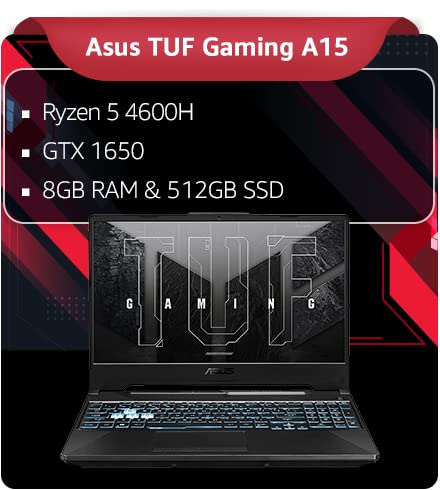 Asus TUF Gaming A15
Ryzen 5 4600H
GTX 1650
8GB RAM & 512GB SSD
TUF
GAMING
ASUS